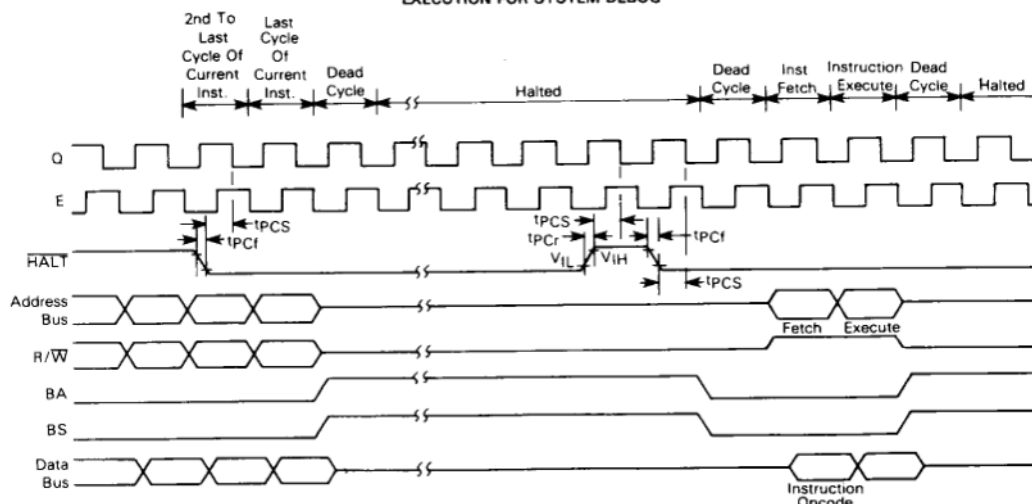 EXECUTION FOR SYSTEM DEBUG
2nd To
Last
Cycle Of
Current
Inst.
Last
Cycle
Of
Current
Inst.
Dead
Cycle
Halted
Dead
Cycle
Inst
Fetch
Instruction
Execute
Dead
Cycle
Halted
Q
E
tPCS
tPCf
tPCS
tPCr
tPCf
HALT
VIL
VIH
tPCS
Address
Bus
Fetch
Execute
R/W
BA
BS
Data
Bus
Instruction
Opcode